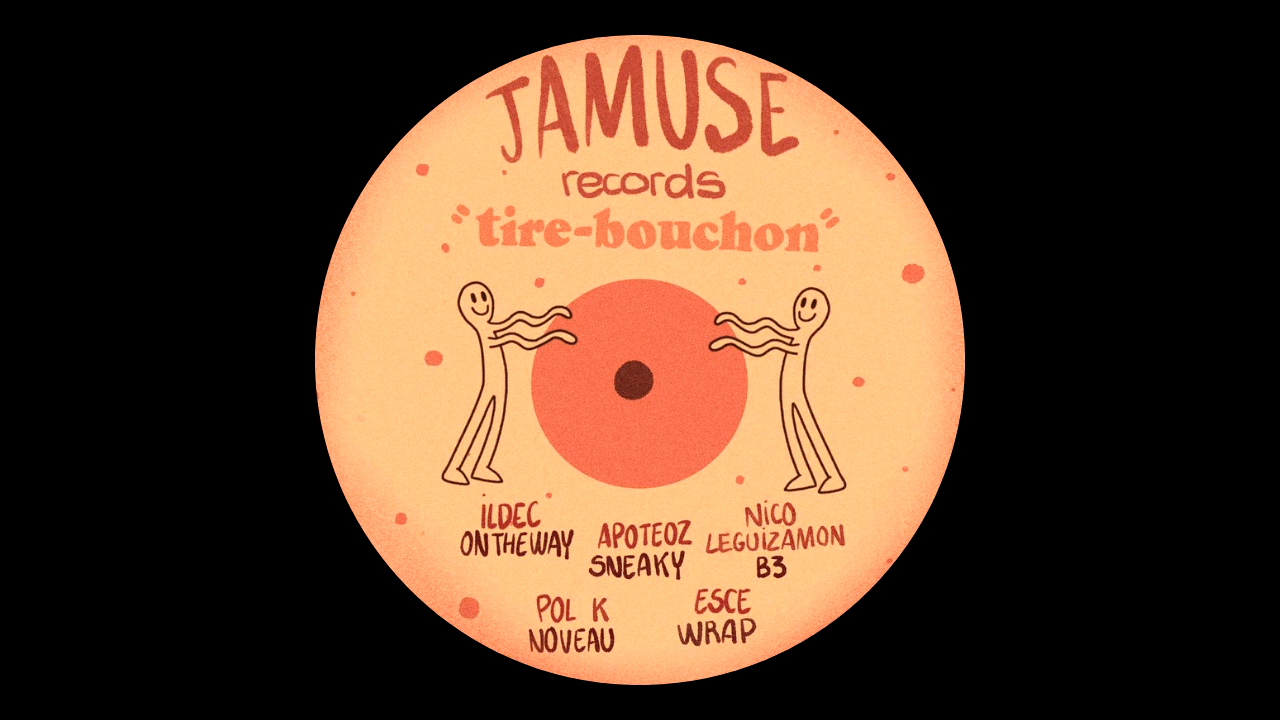 JAMUSE
records
"tire-bouchon"
iLDEC
ONTHEWAY
APOTEOZ
SNEAKY
NiCO
LEGUiZAMON
B3
POL K
NOVEAU
ESCE
WRAP